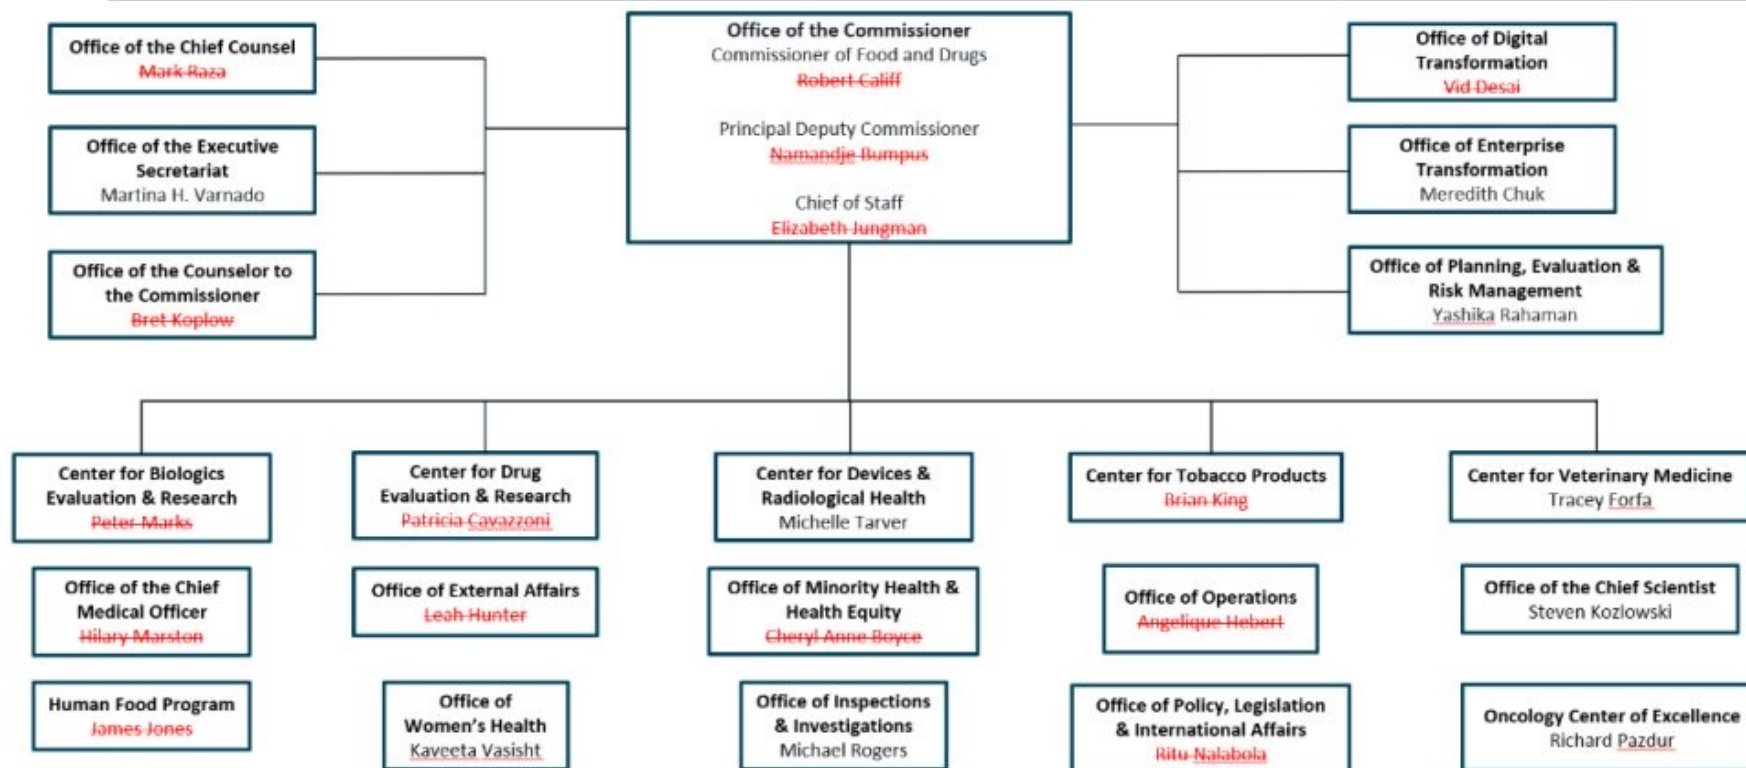 Office of the Chief Counsel
Mark Raza
Office of the Executive
Secretariat
Martina H. Varnado
Office of the Counselor to
the Commissioner
Bret Koplow
Office of the Commissioner
Commissioner of Food and Drugs
Robert Califf
Principal Deputy Commissioner
Namandje Bumpus
Chief of Staff
Elizabeth Jungman
Office of Digital
Transformation
Vid Desai
Office of Enterprise
Transformation
Meredith Chuk
Office of Planning, Evaluation &
Risk Management
Yashika Rahaman
Center for Biologics
Evaluation & Research
Peter Marks
Center for Drug
Evaluation & Research
Patricia Cavazzoni
Center for Devices &
Radiological Health
Michelle Tarver
Center for Tobacco Products
Brian King
Center for Veterinary Medicine
Tracey Forfa
Office of the Chief
Medical Officer
Hilary Marston
Office of External Affairs
Leah Hunter
Office of Minority Health &
Health Equity
Cheryl Anne Boyce
Office of Operations
Angelique Hebert
Office of the Chief Scientist
Steven Kozlowski
Human Food Program
James Jones
Office of
Women's Health
Kaveeta Vasisht
Office of Inspections
& Investigations
Michael Rogers
Office of Policy, Legislation
& International Affairs
Ritu Nalabola
Oncology Center of Excellence
Richard Pazdur